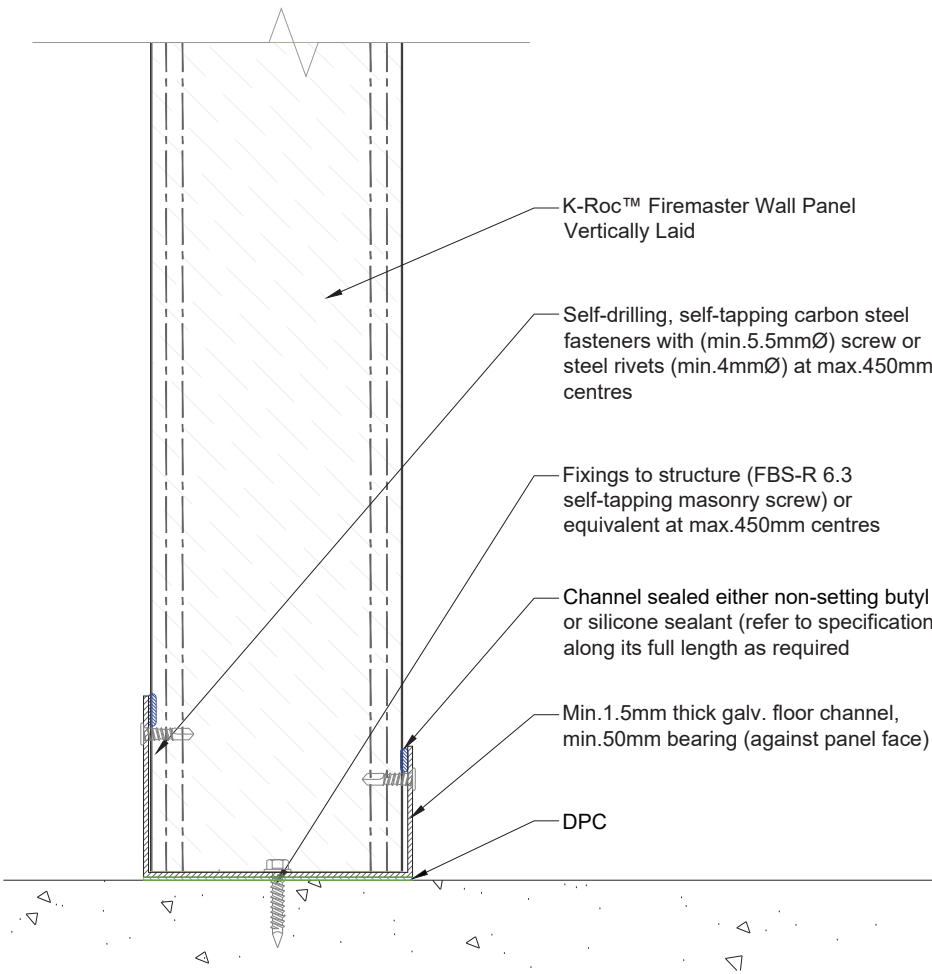 K-Roc™ Firemaster Wall Panel
Vertically Laid
Self-drilling, self-tapping carbon steel
fasteners with (min.5.5mmØ) screw or
steel rivets (min.4mmØ) at max.450mm
centres
Fixings to structure (FBS-R 6.3
self-tapping masonry screw) or
equivalent at max.450mm centres
Channel sealed either non-setting butyl
or silicone sealant (refer to specification
along its full length as required
Min.1.5mm thick galv. floor channel,
min.50mm bearing (against panel face)
DPC